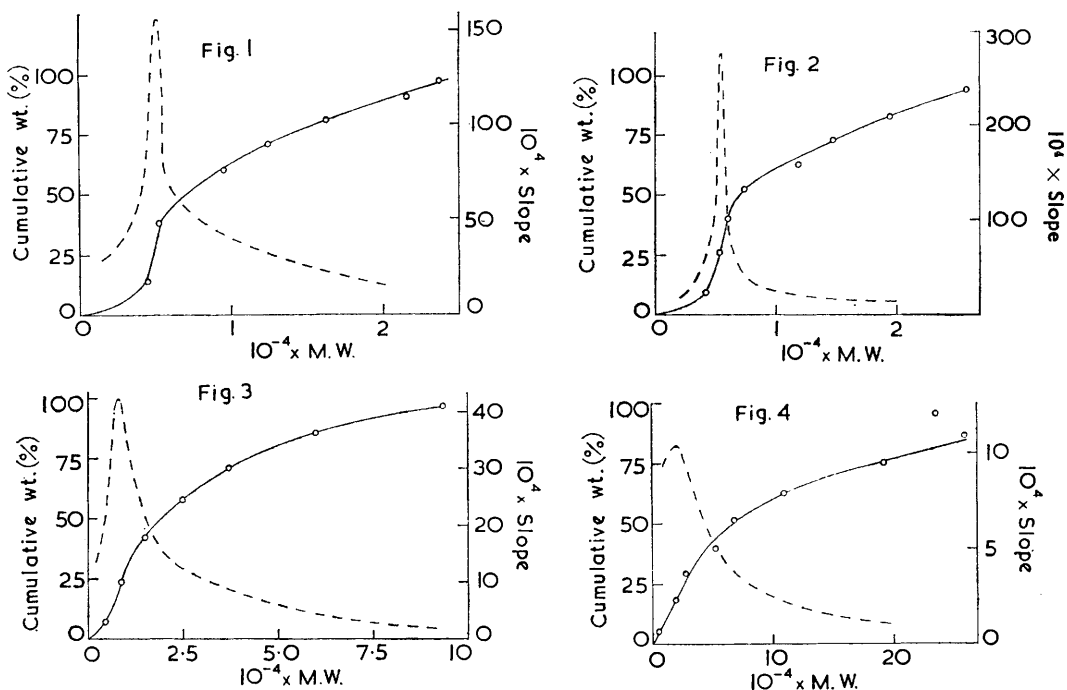 Fig. 1
Cumulative wt. (%)
100
75
50
25
0
150
100
50
0
10⁴ x Slope
0 1 2
10⁻⁴ x M.W.
Fig. 2
Cumulative wt. (%)
100
75
50
25
0
300
200
100
10⁴ x Slope
0 1 2
10⁻⁴ x M.W.
Fig. 3
Cumulative wt. (%)
100
75
50
25
0
40
30
20
10
0
10⁴ x Slope
0 2·5 5·0 7·5 10
10⁻⁴ x M.W.
Fig. 4
Cumulative wt. (%)
100
75
50
25
0
10
5
0
10⁴ x Slope
0 10 20
10⁻⁴ x M.W.